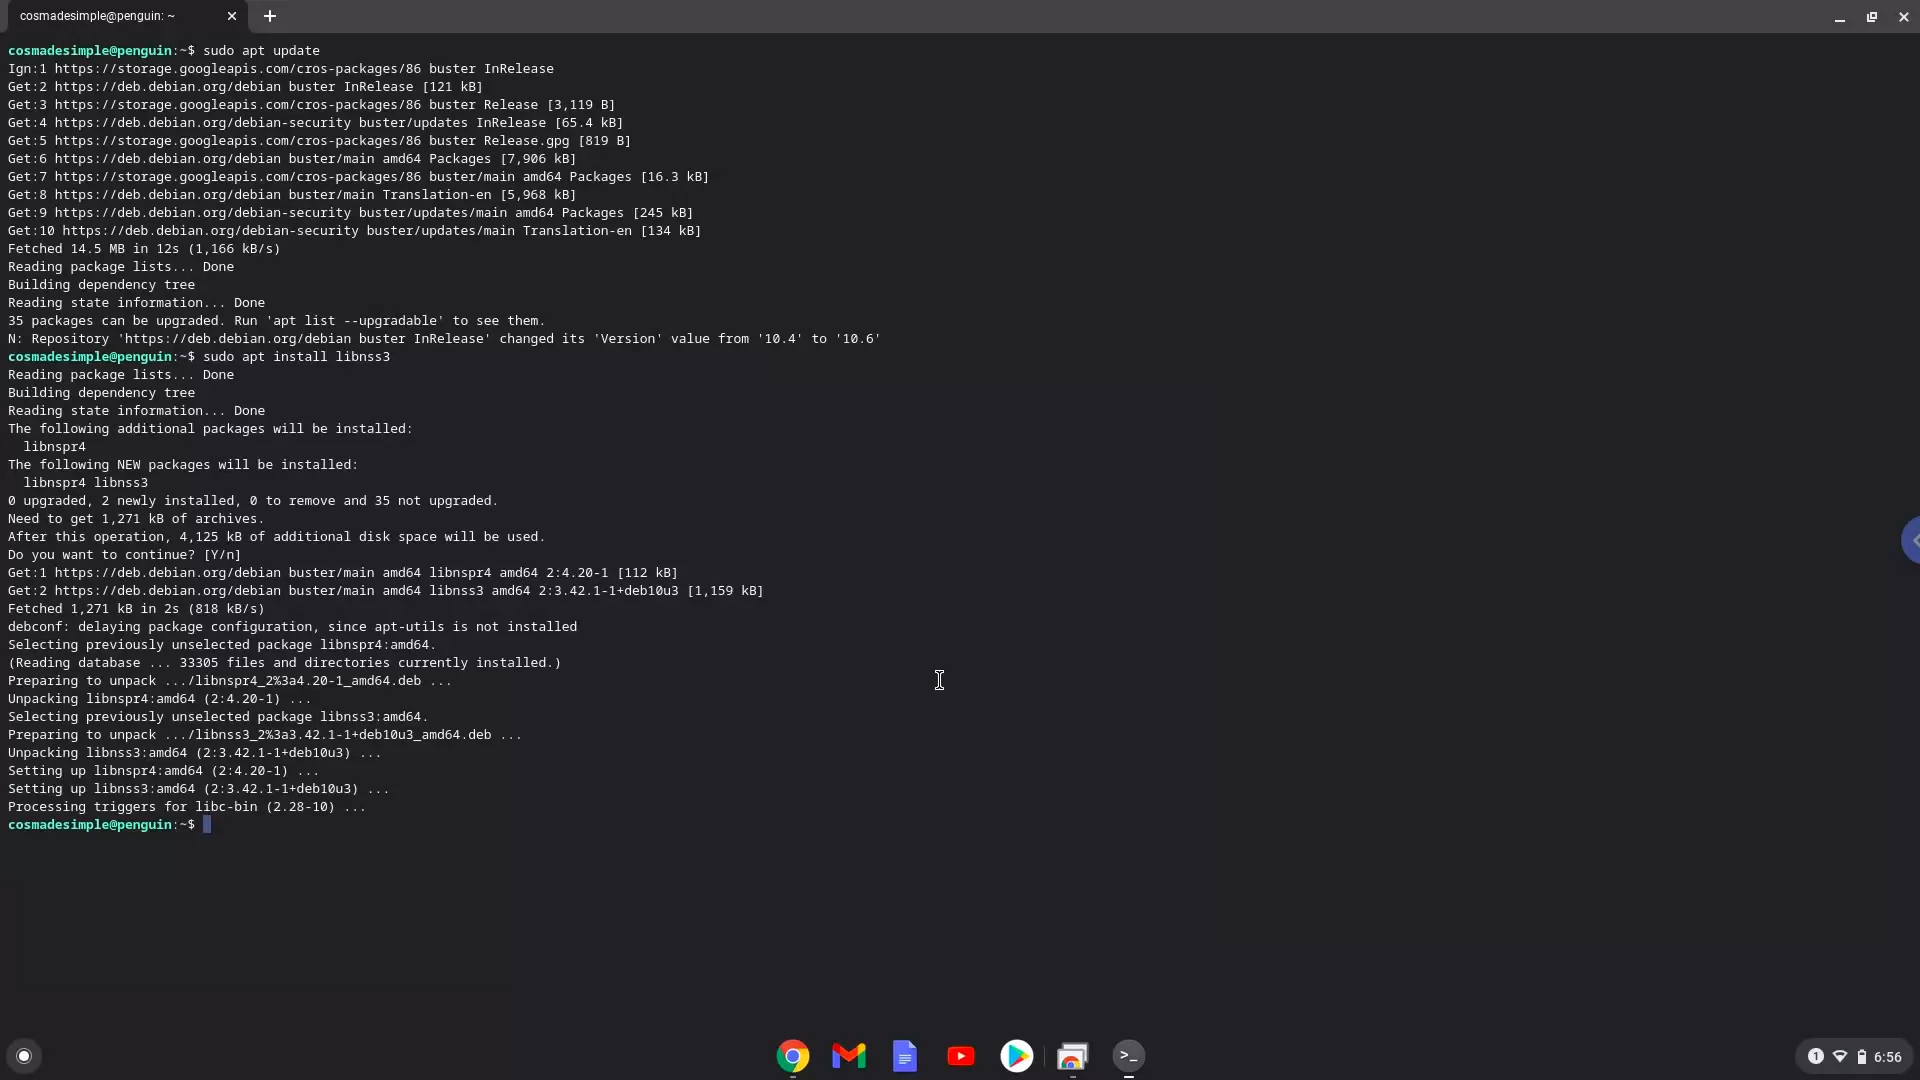 cosmadesimple@penguin: ~
cosmadesimple@penguin:~$ sudo apt update
Ign:1 https://storage.googleapis.com/cros-packages/86 buster InRelease
Get:2 https://deb.debian.org/debian buster InRelease [121 kB]
Get:3 https://storage.googleapis.com/cros-packages/86 buster Release [3,119 B]
Get:4 https://deb.debian.org/debian-security buster/updates InRelease [65.4 kB]
Get:5 https://storage.googleapis.com/cros-packages/86 buster Release.gpg [819 B]
Get:6 https://deb.debian.org/debian buster/main amd64 Packages [7,906 kB]
Get:7 https://storage.googleapis.com/cros-packages/86 buster/main amd64 Packages [16.3 kB]
Get:8 https://deb.debian.org/debian buster/main Translation-en [5,968 kB]
Get:9 https://deb.debian.org/debian-security buster/updates/main amd64 Packages [245 kB]
Get:10 https://deb.debian.org/debian-security buster/updates/main Translation-en [134 kB]
Fetched 14.5 MB in 12s (1,166 kB/s)
Reading package lists... Done
Building dependency tree
Reading state information... Done
35 packages can be upgraded. Run 'apt list --upgradable' to see them.
N: Repository 'https://deb.debian.org/debian buster InRelease' changed its 'Version' value from '10.4' to '10.6'
cosmadesimple@penguin:~$ sudo apt install libnss3
Reading package lists... Done
Building dependency tree
Reading state information... Done
The following additional packages will be installed:
  libnspr4
The following NEW packages will be installed:
  libnspr4 libnss3
0 upgraded, 2 newly installed, 0 to remove and 35 not upgraded.
Need to get 1,271 kB of archives.
After this operation, 4,125 kB of additional disk space will be used.
Do you want to continue? [Y/n]
Get:1 https://deb.debian.org/debian buster/main amd64 libnspr4 amd64 2:4.20-1 [112 kB]
Get:2 https://deb.debian.org/debian buster/main amd64 libnss3 amd64 2:3.42.1-1+deb10u3 [1,159 kB]
Fetched 1,271 kB in 2s (818 kB/s)
debconf: delaying package configuration, since apt-utils is not installed
Selecting previously unselected package libnspr4:amd64.
(Reading database ... 33305 files and directories currently installed.)
Preparing to unpack .../libnspr4_2%3a4.20-1_amd64.deb ...
Unpacking libnspr4:amd64 (2:4.20-1) ...
Selecting previously unselected package libnss3:amd64.
Preparing to unpack .../libnss3_2%3a3.42.1-1+deb10u3_amd64.deb ...
Unpacking libnss3:amd64 (2:3.42.1-1+deb10u3) ...
Setting up libnspr4:amd64 (2:4.20-1) ...
Setting up libnss3:amd64 (2:3.42.1-1+deb10u3) ...
Processing triggers for libc-bin (2.28-10) ...
cosmadesimple@penguin:~$
1 6:56